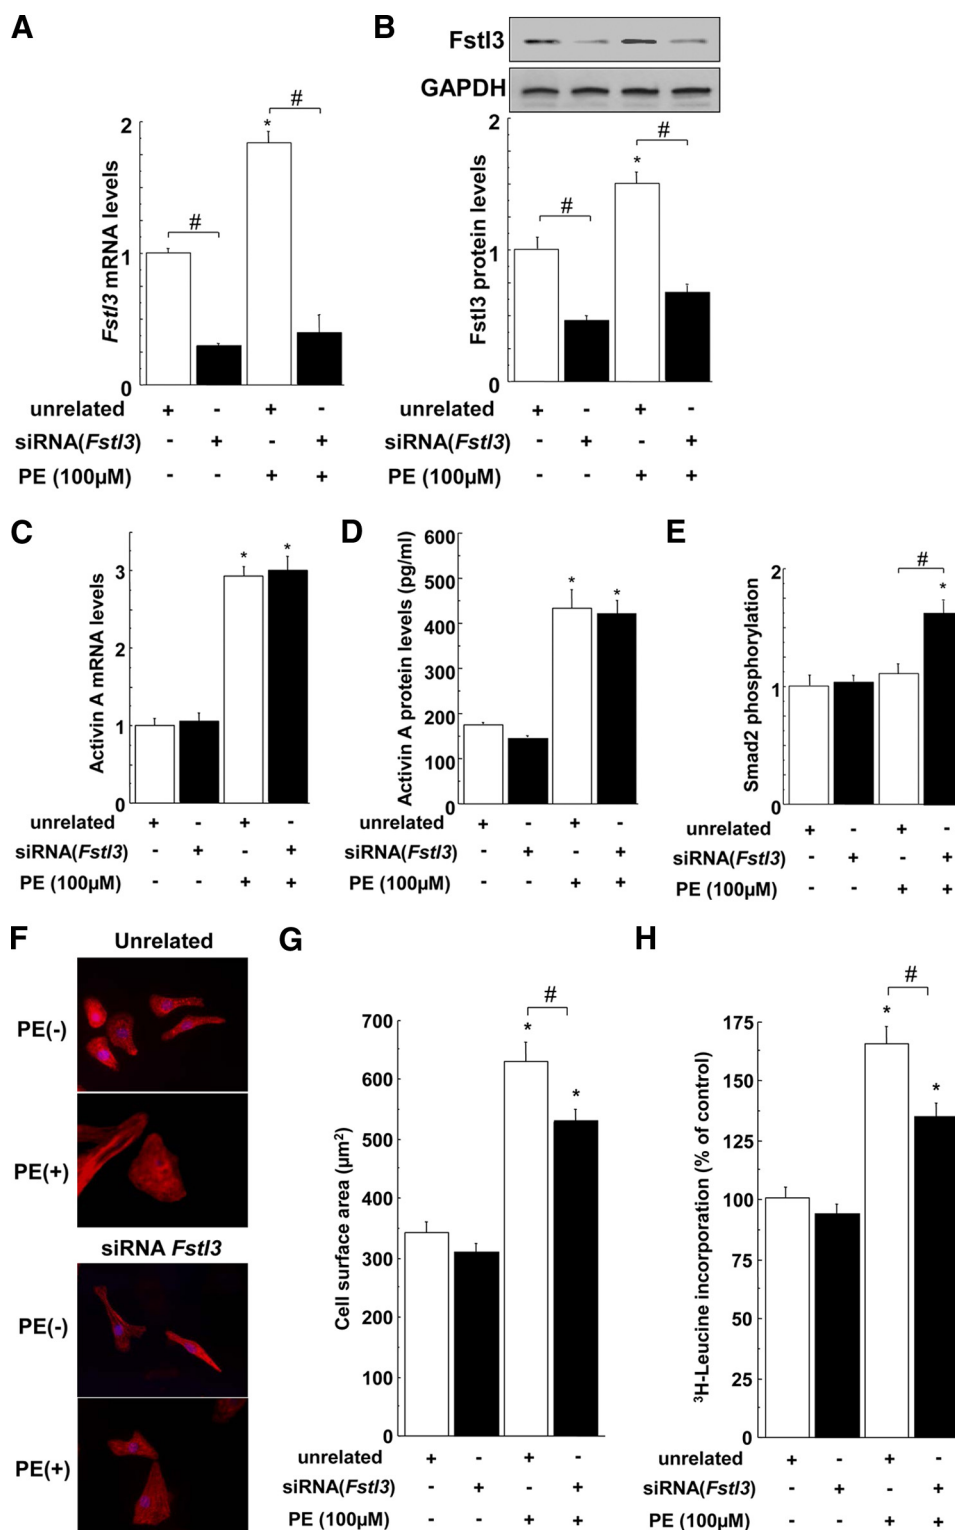 A
2
1
0
Fstl3 mRNA levels
#
*
#
unrelated + - + -
siRNA(Fstl3) - + - +
PE (100µM) - - + +
B
Fstl3
GAPDH
2
1
0
Fstl3 protein levels
#
*
#
unrelated + - + -
siRNA(Fstl3) - + - +
PE (100µM) - - + +
C
3
2
1
0
Activin A mRNA levels
* *
unrelated + - + -
siRNA(Fstl3) - + - +
PE (100µM) - - + +
D
600
500
400
300
200
100
0
Activin A protein levels (pg/ml)
* *
unrelated + - + -
siRNA(Fstl3) - + - +
PE (100µM) - - + +
E
2
1
0
Smad2 phosphorylation
#
*
unrelated + - + -
siRNA(Fstl3) - + - +
PE (100µM) - - + +
F
Unrelated
PE(-)
PE(+)
siRNA Fstl3
PE(-)
PE(+)
G
700
600
500
400
300
200
100
0
Cell surface area (µm²)
#
* *
unrelated + - + -
siRNA(Fstl3) - + - +
PE (100µM) - - + +
H
175
150
125
100
75
50
25
0
³H-Leucine incorporation (% of control)
#
* *
unrelated + - + -
siRNA(Fstl3) - + - +
PE (100µM) - - + +